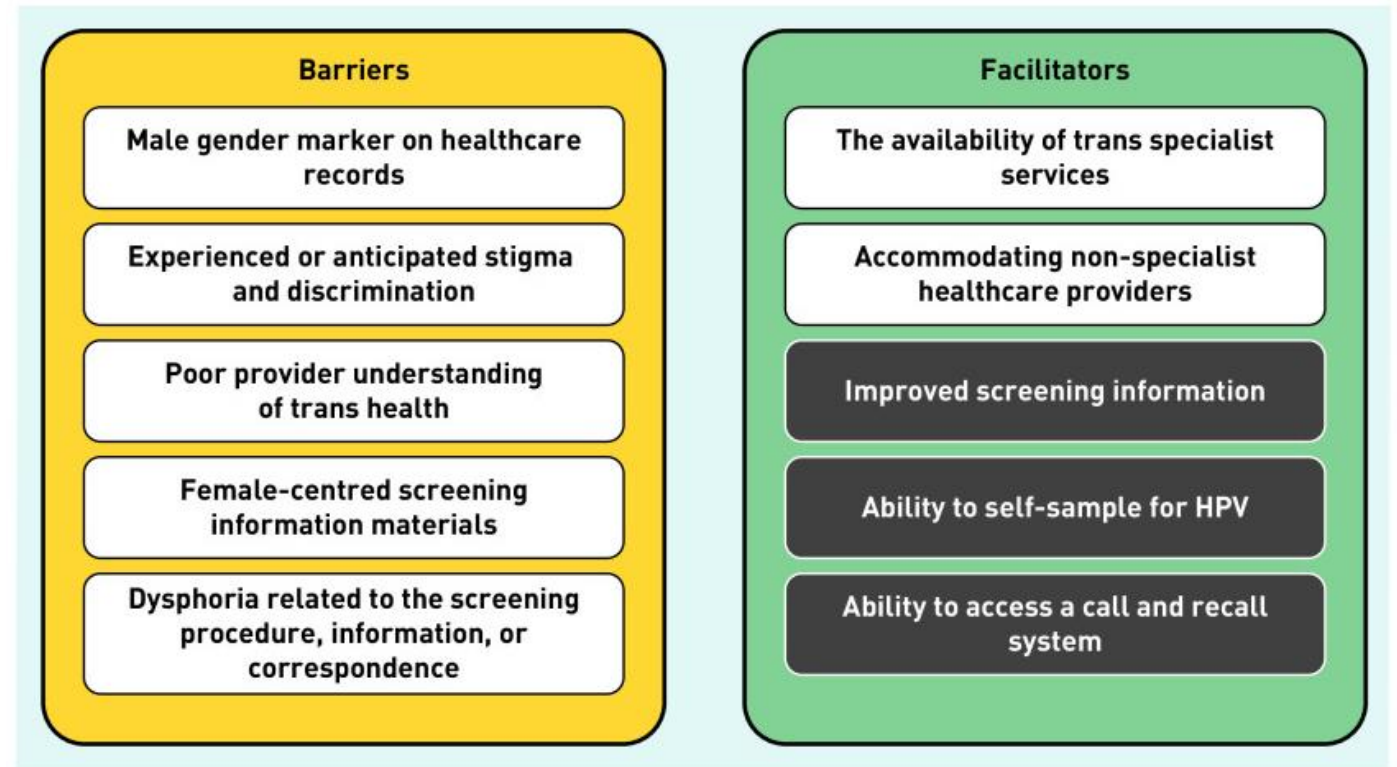 Barriers
Male gender marker on healthcare
records
Experienced or anticipated stigma
and discrimination
Poor provider understanding
of trans health
Female-centred screening
information materials
Dysphoria related to the screening
procedure, information, or
correspondence
Facilitators
The availability of trans specialist
services
Accommodating non-specialist
healthcare providers
Improved screening information
Ability to self-sample for HPV
Ability to access a call and recall
system